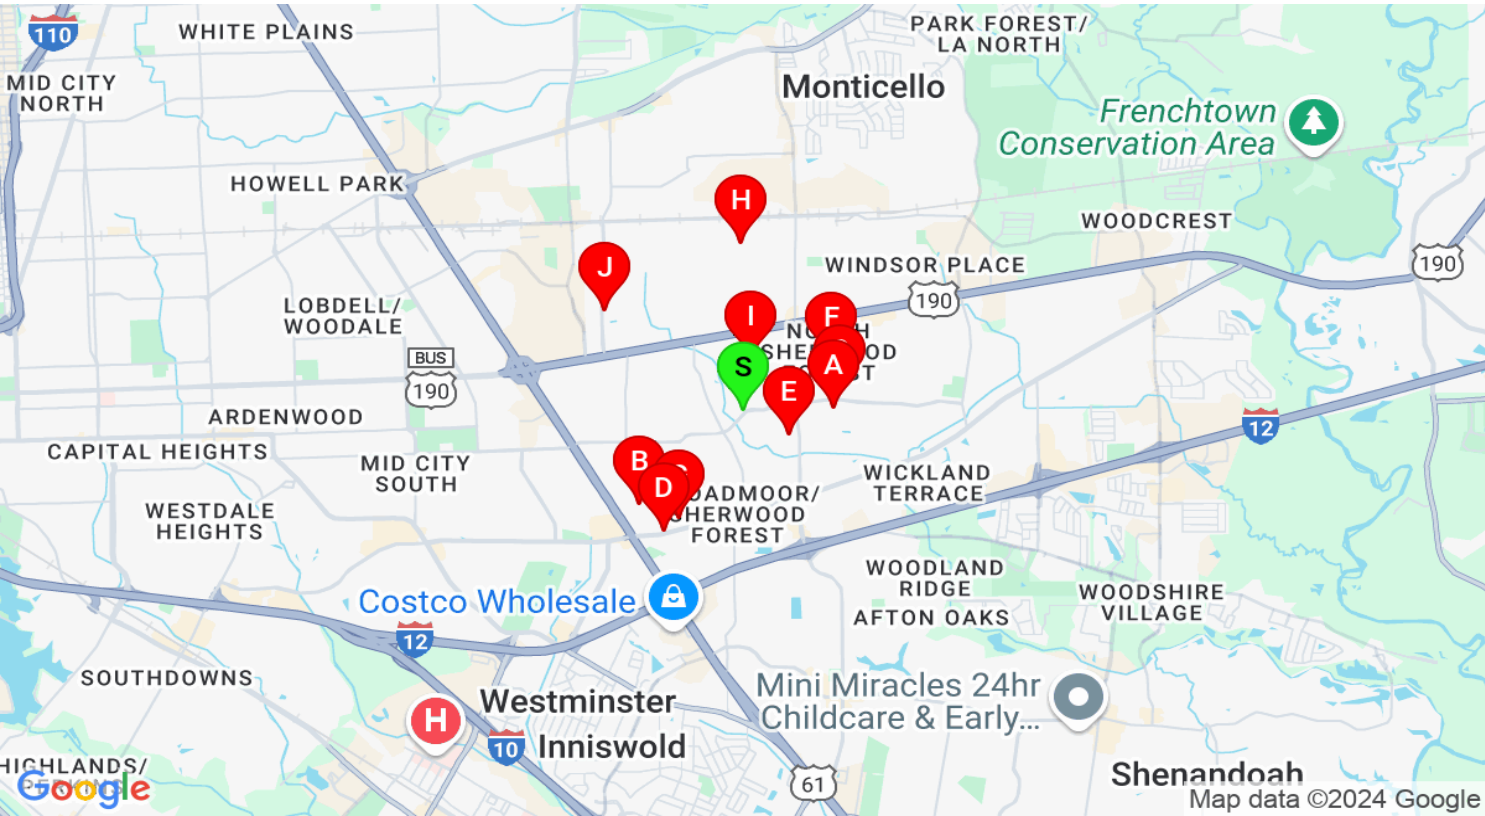 110
WHITE PLAINS
PARK FOREST/
LA NORTH
MID CITY
NORTH
Monticello
Frenchtown
Conservation Area
HOWELL PARK
H
WOODCREST
J
WINDSOR PLACE
190
190
LOBDELL/
WOODALE
I
F
BUS
190
S
A
E
ARDENWOOD
12
CAPITAL HEIGHTS
MID CITY
SOUTH
B
D
WICKLAND
TERRACE
WESTDALE
HEIGHTS
SHERWOOD
FOREST
WOODLAND
RIDGE
Costco Wholesale
WOODSHIRE
VILLAGE
AFTON OAKS
12
SOUTHDOWNS
Westminster
Mini Miracles 24hr
Childcare & Early...
H
10
Inniswold
61
Shenandoah
HIGHLANDS/
Google
Map data ©2024 Google